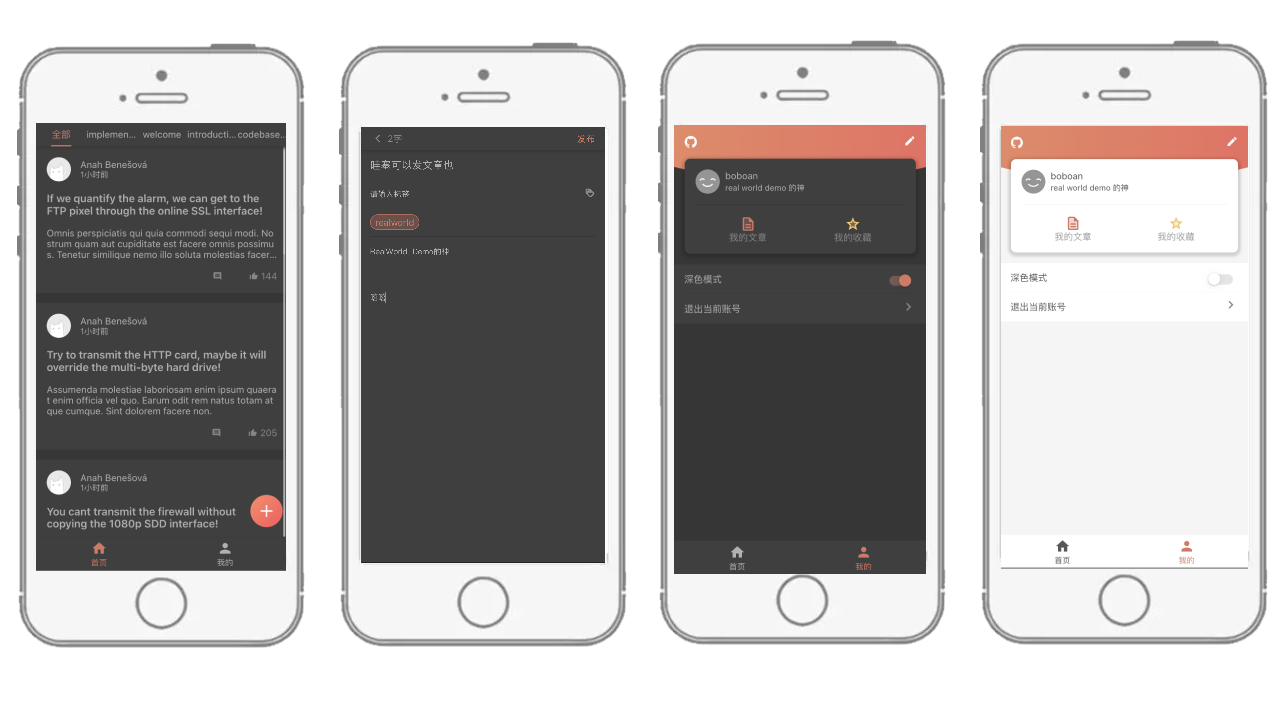 全部 implemen... welcome introducti... codebase...
Anah Benešová
1小时前
If we quantify the alarm, we can get to the
FTP pixel through the online SSL interface!
Omnis perspiciatis qui quia commodi sequi modi. No
strum quam aut cupiditate est facere omnis possimu
s. Tenetur similique nemo illo soluta molestias facer...
144
Anah Benešová
1小时前
Try to transmit the HTTP card, maybe it will
override the multi-byte hard drive!
Assumenda molestiae laboriosam enim ipsum quaera
t enim officia vel quo. Earum odit rem natus totam at
que cumque. Sint dolorem facere non.
205
Anah Benešová
1小时前
You cant transmit the firewall without
copying the 1080p SDD interface!
首页 我的
2字 发布
哇塞可以发文章也
请输入标签
realworld
RealWorld Demo的神
boboan
real world demo 的神
我的文章 我的收藏
深色模式
退出当前账号
首页 我的
boboan
real world demo 的神
我的文章 我的收藏
深色模式
退出当前账号
首页 我的